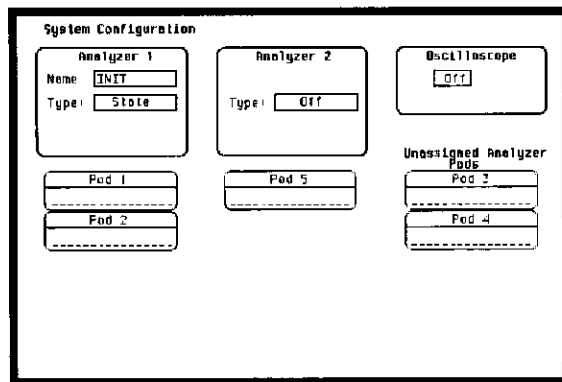 System Configuration
Analyzer 1
Name INIT
Type: State
Analyzer 2
Type: Off
Oscilloscope
Off
Pod 1
Pod 2
Pod 5
Unassigned Analyzer
Pods
Pod 3
Pod 4